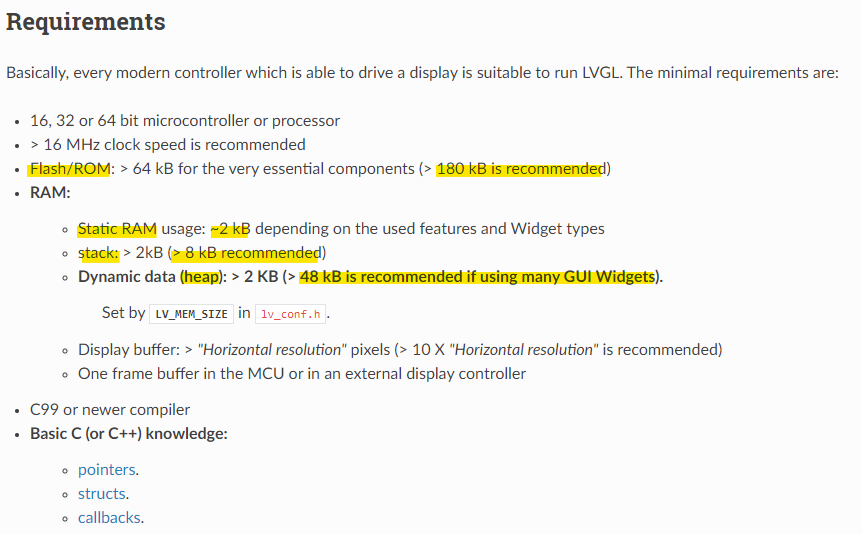 Requirements
Basically, every modern controller which is able to drive a display is suitable to run LVGL. The minimal requirements are:
• 16, 32 or 64 bit microcontroller or processor
• > 16 MHz clock speed is recommended
• Flash/ROM: > 64 kB for the very essential components (> 180 kB is recommended)
• RAM:
◦ Static RAM usage: ~2 kB depending on the used features and Widget types
◦ stack: > 2kB (> 8 kB recommended)
◦ Dynamic data (heap): > 2 KB (> 48 kB is recommended if using many GUI Widgets).
Set by LV_MEM_SIZE in lv_conf.h.
◦ Display buffer: > "Horizontal resolution" pixels (> 10 X "Horizontal resolution" is recommended)
◦ One frame buffer in the MCU or in an external display controller
• C99 or newer compiler
• Basic C (or C++) knowledge:
◦ pointers.
◦ structs.
◦ callbacks.